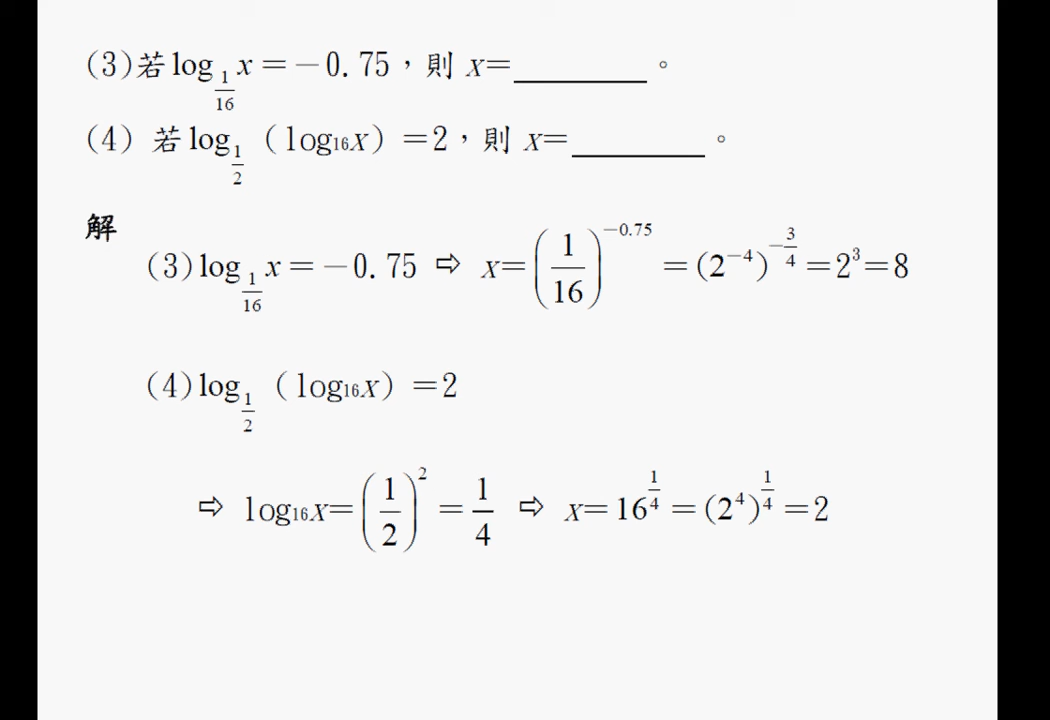 (3)若 log_{1/16} x＝－0.75，則 x＝________。
(4) 若 log_{1/2}（log₁₆x）＝2，則 x＝________。
解
(3) log_{1/16} x＝－0.75 ⇨ x＝(1/16)^{－0.75}＝(2^{－4})^{－3/4}＝2³＝8
(4) log_{1/2}（log₁₆x）＝2
⇨ log₁₆x＝(1/2)²＝1/4 ⇨ x＝16^{1/4}＝(2⁴)^{1/4}＝2